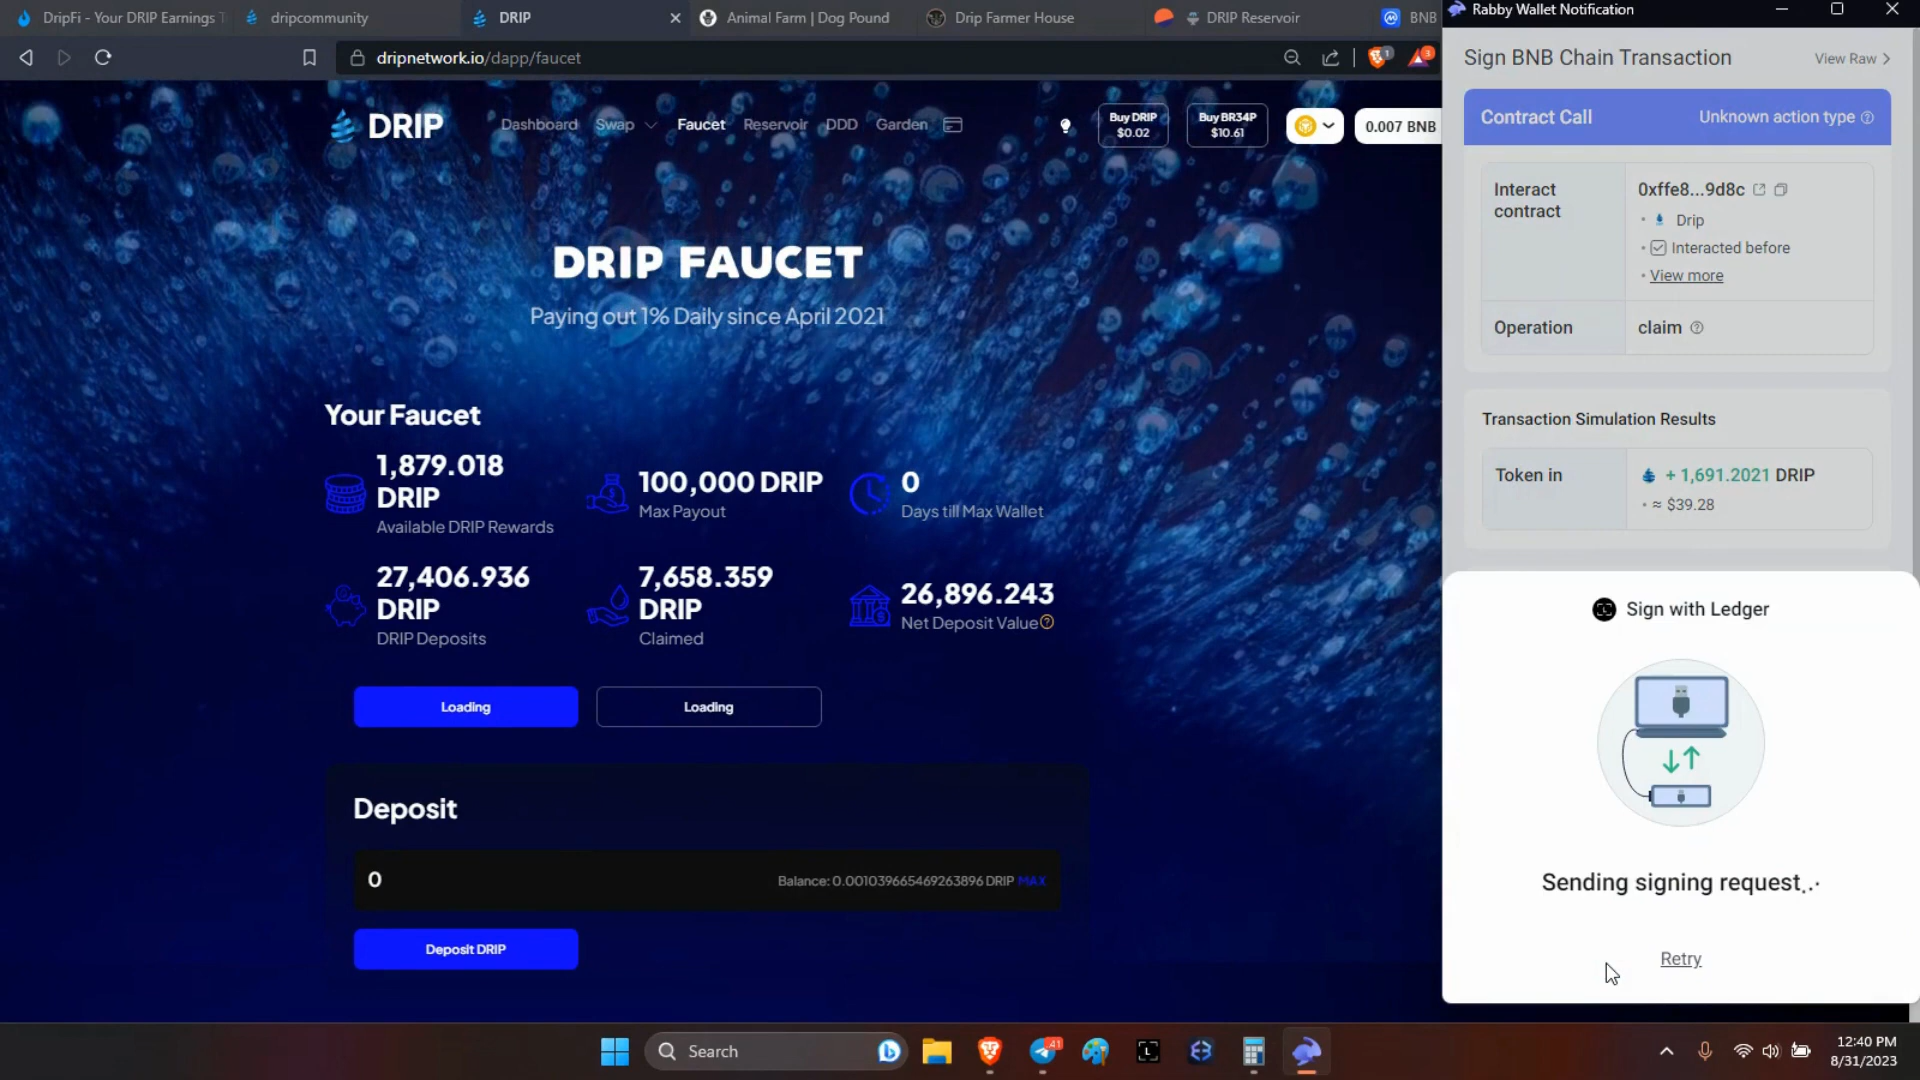 DripFi - Your DRIP Earnings
dripcommunity
DRIP
Animal Farm | Dog Pound
Drip Farmer House
DRIP Reservoir
BNB
Rabby Wallet Notification
dripnetwork.io/dapp/faucet
1
3
DRIP
Dashboard
Swap
Faucet
Reservoir
DDD
Garden
Buy DRIP
$0.02
Buy BR34P
$10.61
0.007 BNB
DRIP FAUCET
Paying out 1% Daily since April 2021
Your Faucet
1,879.018
DRIP
Available DRIP Rewards
100,000 DRIP
Max Payout
0
Days till Max Wallet
27,406.936
DRIP
DRIP Deposits
7,658.359
DRIP
Claimed
26,896.243
Net Deposit Value
Loading
Loading
Deposit
0
Balance: 0.001039665469263896 DRIP MAX
Deposit DRIP
Sign BNB Chain Transaction
View Raw
Contract Call
Unknown action type
Interact
contract
0xffe8...9d8c
Drip
Interacted before
View more
Operation
claim
Transaction Simulation Results
Token in
+ 1,691.2021 DRIP
≈ $39.28
Sign with Ledger
Sending signing request...
Retry
Search
41
12:40 PM
8/31/2023